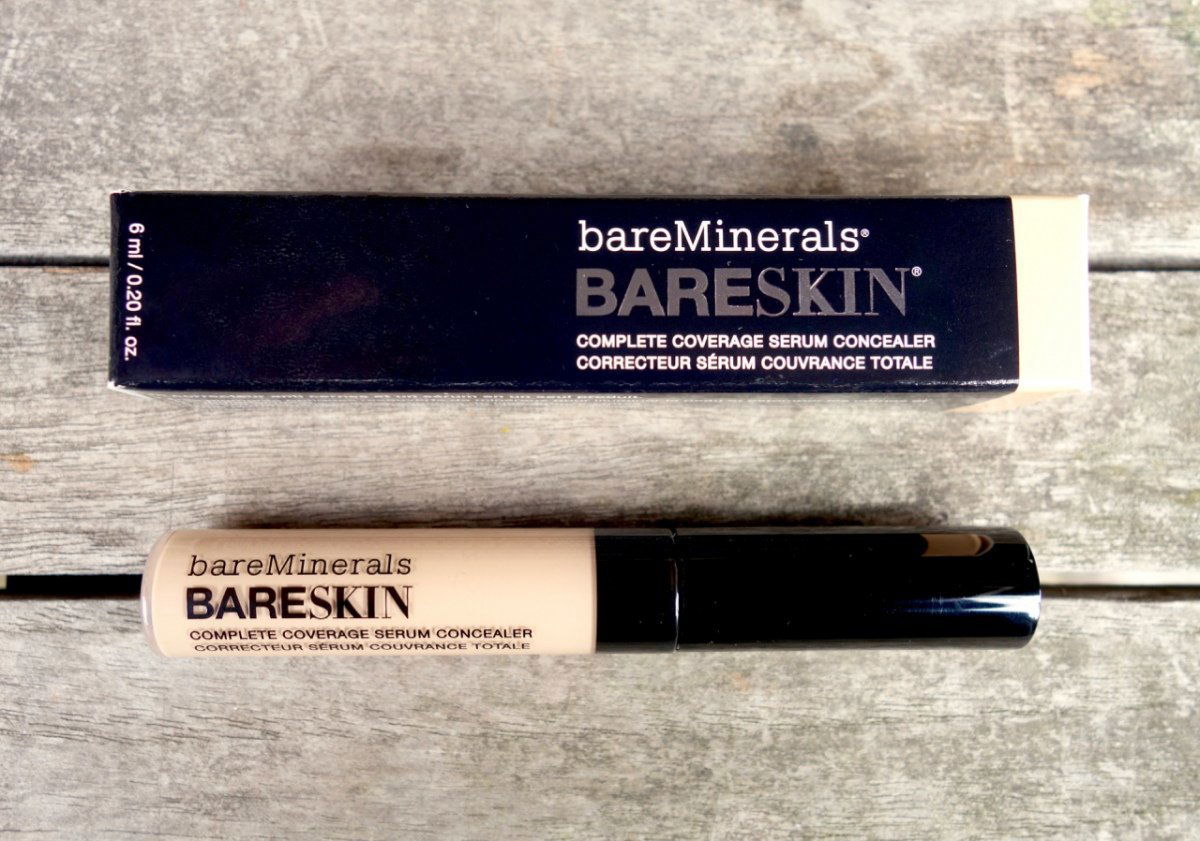 6 ml / 0.20 fl. oz.
bareMinerals®
BARESKIN®
COMPLETE COVERAGE SERUM CONCEALER
CORRECTEUR SÉRUM COUVRANCE TOTALE
bareMinerals
BARESKIN
COMPLETE COVERAGE SERUM CONCEALER
CORRECTEUR SÉRUM COUVRANCE TOTALE